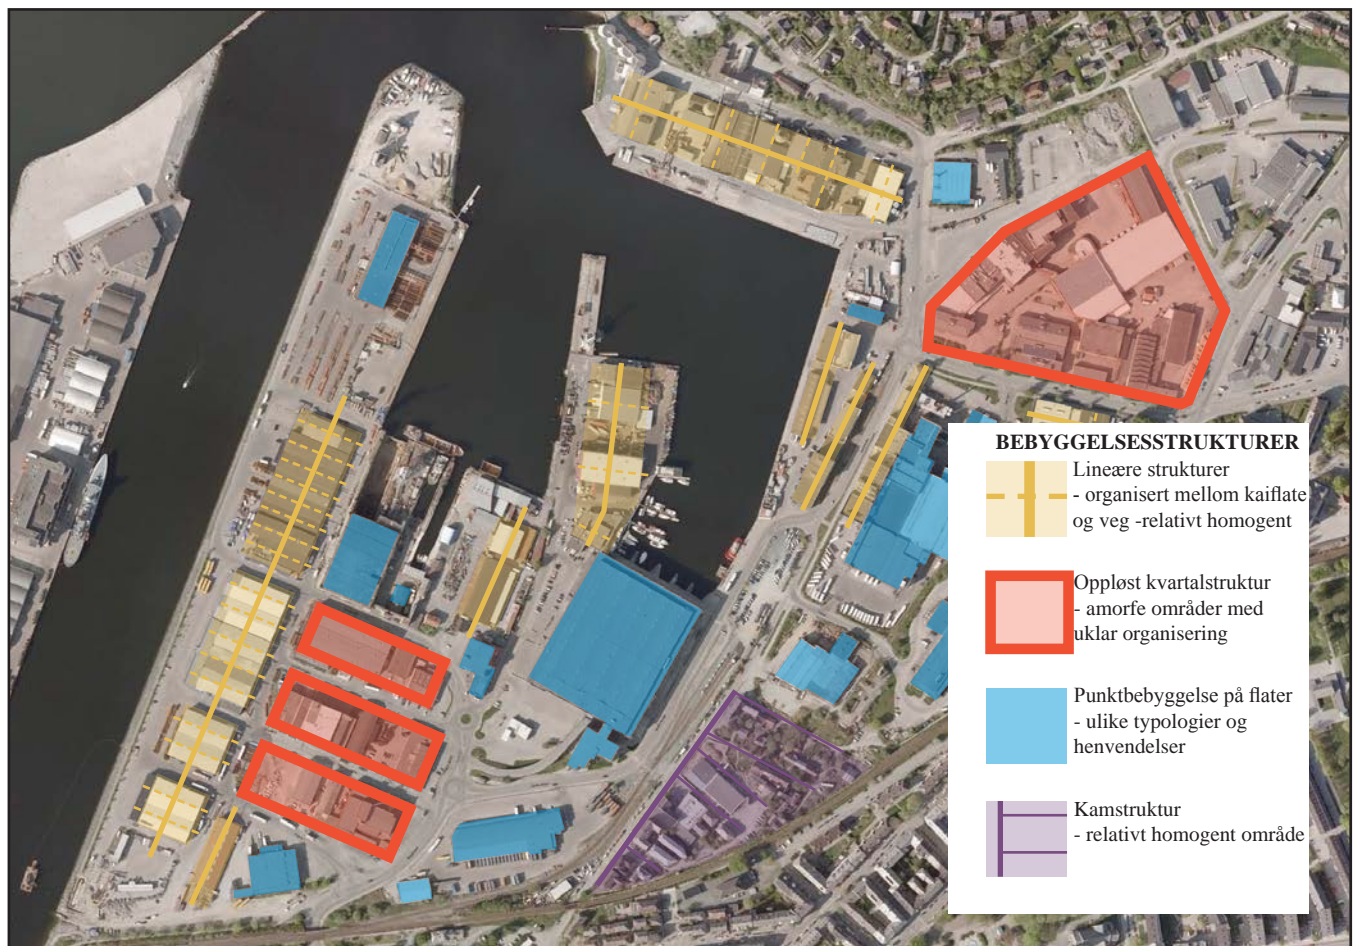 BEBYGGELSESSTRUKTURER
Lineære strukturer
- organisert mellom kaiflate
og veg -relativt homogent
Oppløst kvartalstruktur
- amorfe områder med
uklar organisering
Punktbebyggelse på flater
- ulike typologier og
henvendelser
Kamstruktur
- relativt homogent område